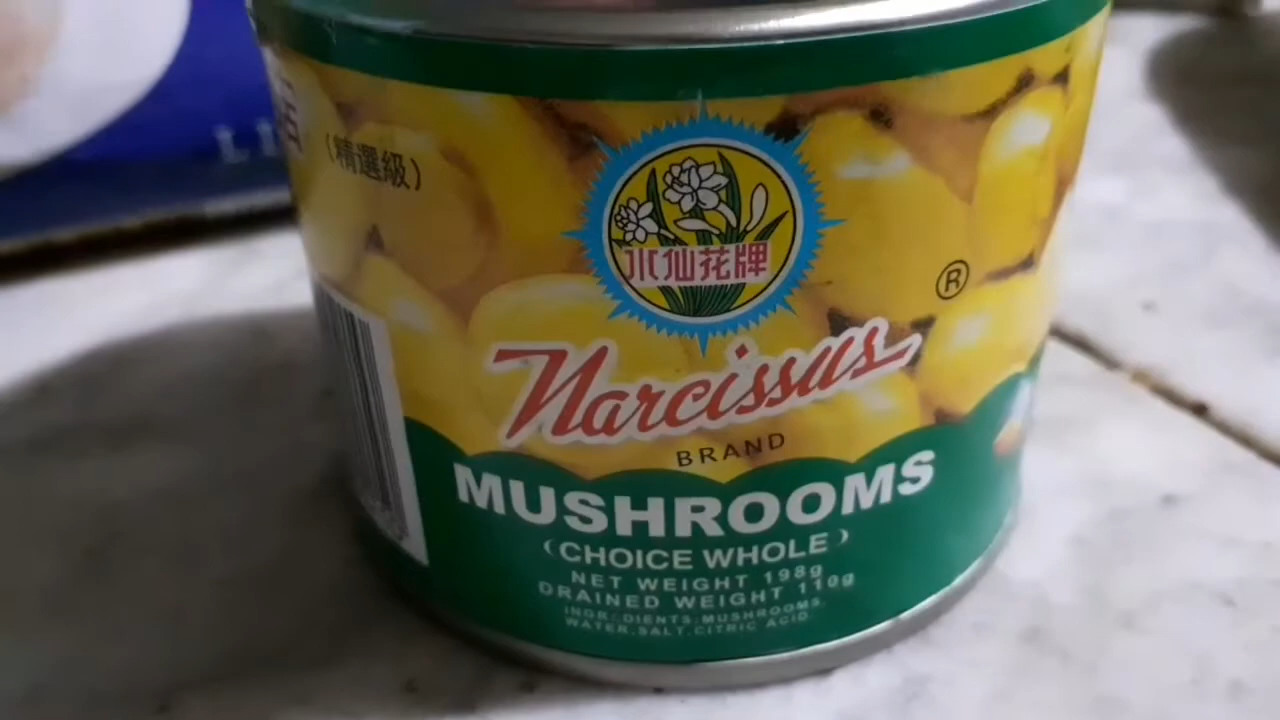 (精選級)
水仙花牌
®
Narcissus
BRAND
MUSHROOMS
(CHOICE WHOLE)
NET WEIGHT 198g
DRAINED WEIGHT 110g
INGREDIENTS:MUSHROOMS,
WATER,SALT,CITRIC ACID.